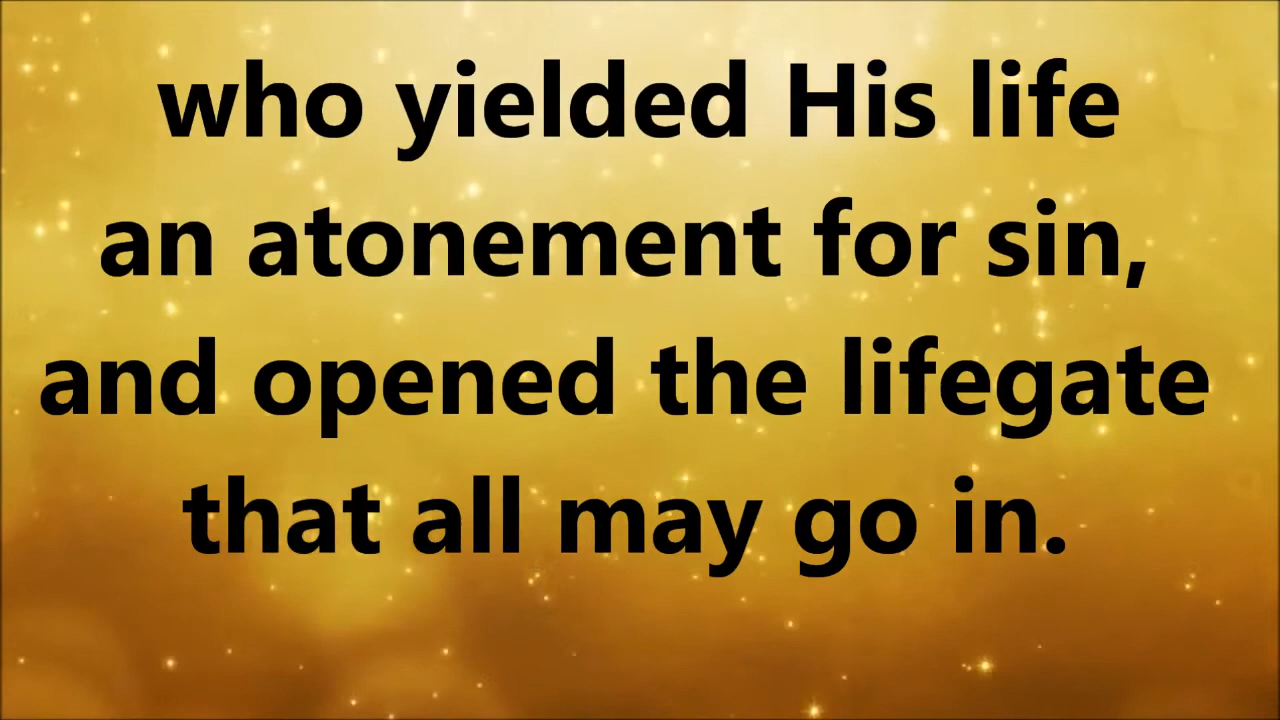 who yielded His life
an atonement for sin,
and opened the lifegate
that all may go in.